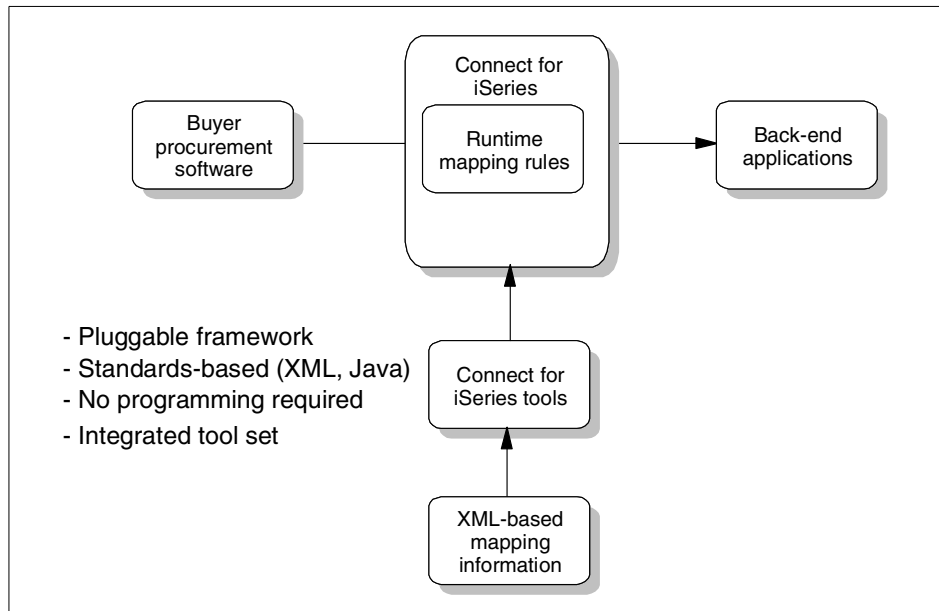 Connect for
iSeries
Buyer
procurement
software
Runtime
mapping rules
Back-end
applications
- Pluggable framework
- Standards-based (XML, Java)
- No programming required
- Integrated tool set
Connect for
iSeries tools
XML-based
mapping
information